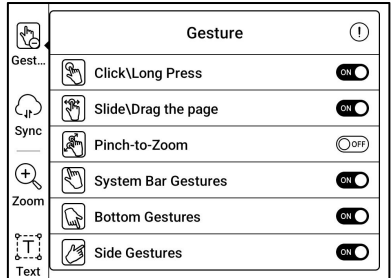 Gesture
!
Gest...
Click\Long Press
ON
Slide\Drag the page
ON
Sync
Pinch-to-Zoom
OFF
System Bar Gestures
ON
Zoom
Bottom Gestures
ON
T
Side Gestures
ON
Text